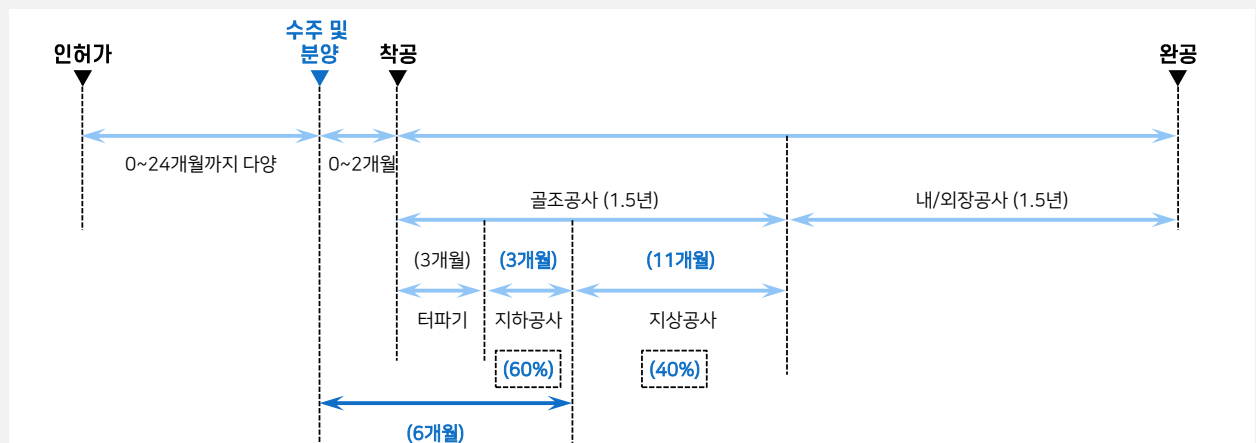 수주 및
분양
인허가
착공
완공
0~24개월까지 다양
0~2개월
골조공사 (1.5년)
내/외장공사 (1.5년)
(3개월)
(3개월)
(11개월)
터파기
지하공사
지상공사
(60%)
(40%)
(6개월)